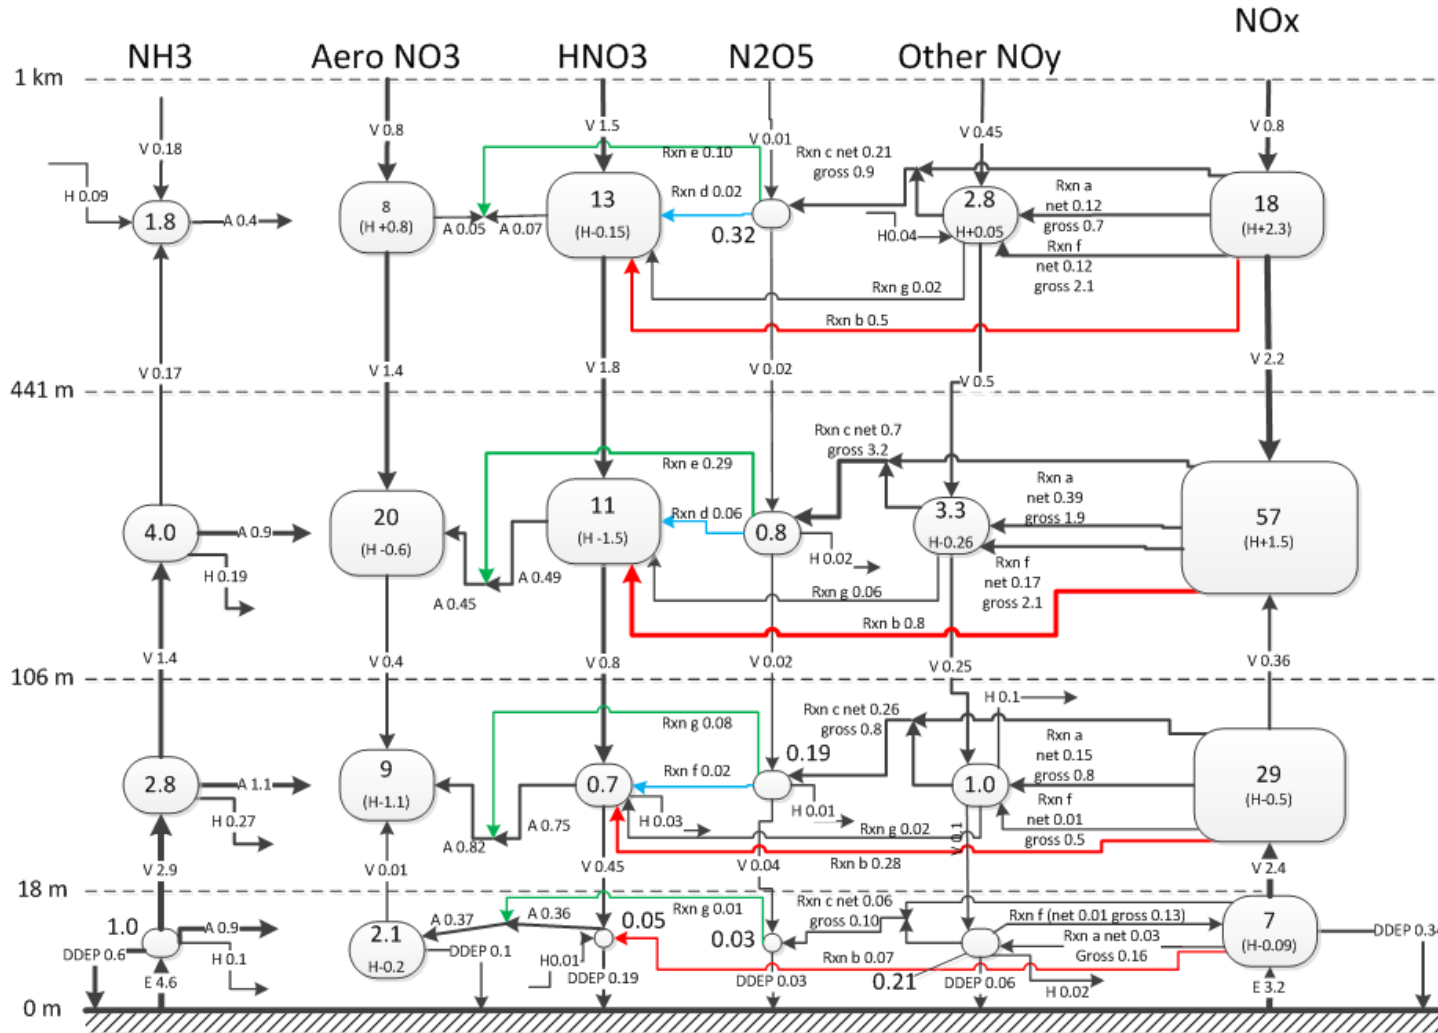 NOx
NH3 Aero NO3 HNO3 N2O5 Other NOy
1 km
V 0.18 V 0.8 V 1.5 V 0.01 V 0.45 V 0.8
H 0.09
1.8
A 0.4
8
(H +0.8)
A 0.05
A 0.07
Rxn e 0.10
13
(H-0.15)
Rxn d 0.02
0.32
Rxn c net 0.21
gross 0.9
H0.04
2.8
H+0.05
Rxn a
net 0.12
gross 0.7
Rxn f
net 0.12
gross 2.1
18
(H+2.3)
Rxn g 0.02
Rxn b 0.5
V 0.17 V 1.4 V 1.8 V 0.02 V 0.5 V 2.2
441 m
4.0
A 0.9
H 0.19
20
(H -0.6)
A 0.45
A 0.49
Rxn e 0.29
11
(H -1.5)
Rxn d 0.06
0.8
H 0.02
Rxn c net 0.7
gross 3.2
3.3
H-0.26
Rxn a
net 0.39
gross 1.9
Rxn f
net 0.17
gross 2.1
57
(H+1.5)
Rxn g 0.06
Rxn b 0.8
V 1.4 V 0.4 V 0.8 V 0.02 V 0.25 V 0.36
106 m
2.8
A 1.1
H 0.27
9
(H-1.1)
A 0.82
A 0.75
Rxn g 0.08
0.7
H 0.03
Rxn f 0.02
0.19
H 0.01
Rxn c net 0.26
gross 0.8
H 0.1
1.0
Rxn a
net 0.15
gross 0.8
Rxn f
net 0.01
gross 0.5
29
(H-0.5)
Rxn g 0.02
Rxn b 0.28
V 2.9 V 0.01 V 0.45 V 0.04 V 0.1 V 2.4
18 m
1.0
A 0.9
H 0.1
DDEP 0.6
E 4.6
2.1
H-0.2
A 0.37
A 0.36
DDEP 0.1
Rxn g 0.01
0.05
H0.01
DDEP 0.19
0.03
DDEP 0.03
Rxn c net 0.06
gross 0.10
Rxn b 0.07
0.21
DDEP 0.06
H 0.02
Rxn f (net 0.01 gross 0.13)
Rxn a net 0.03
Gross 0.16
7
(H-0.09)
E 3.2
DDEP 0.34
0 m